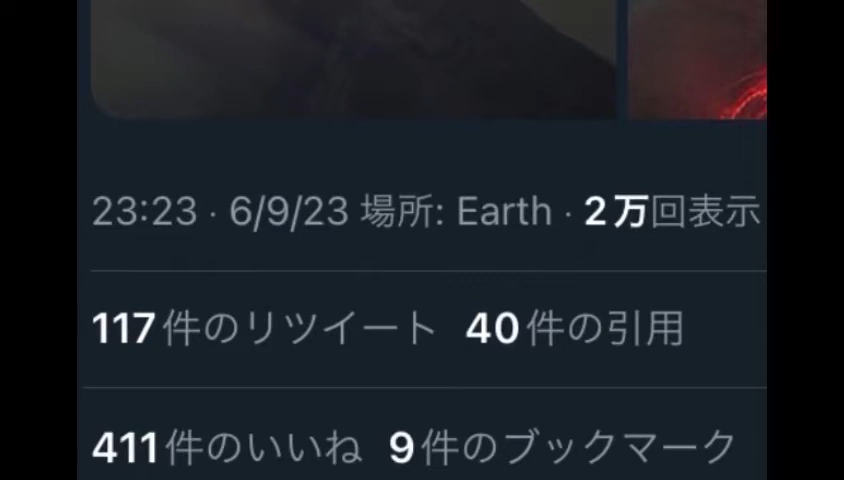 23:23 · 6/9/23 場所: Earth · 2万回表示
117件のリツイート 40件の引用
411件のいいね 9件のブックマーク